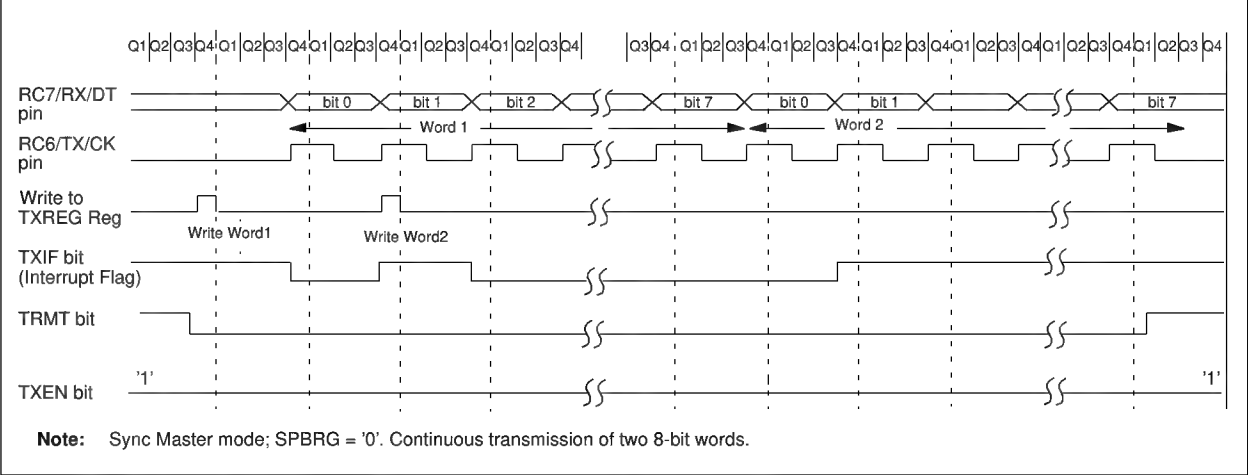 Q1 Q2 Q3 Q4 Q1 Q2 Q3 Q4 Q1 Q2 Q3 Q4 Q1 Q2 Q3 Q4 Q1 Q2 Q3 Q4 Q3 Q4 Q1 Q2 Q3 Q4 Q1 Q2 Q3 Q4 Q1 Q2 Q3 Q4 Q1 Q2 Q3 Q4 Q1 Q2 Q3 Q4 Q1 Q2 Q3 Q4
RC7/RX/DT
pin
bit 0 bit 1 bit 2 bit 7 bit 0 bit 1 bit 7
Word 1 Word 2
RC6/TX/CK
pin
Write to
TXREG Reg
Write Word1 Write Word2
TXIF bit
(Interrupt Flag)
TRMT bit
'1' '1'
TXEN bit
Note: Sync Master mode; SPBRG = '0'. Continuous transmission of two 8-bit words.